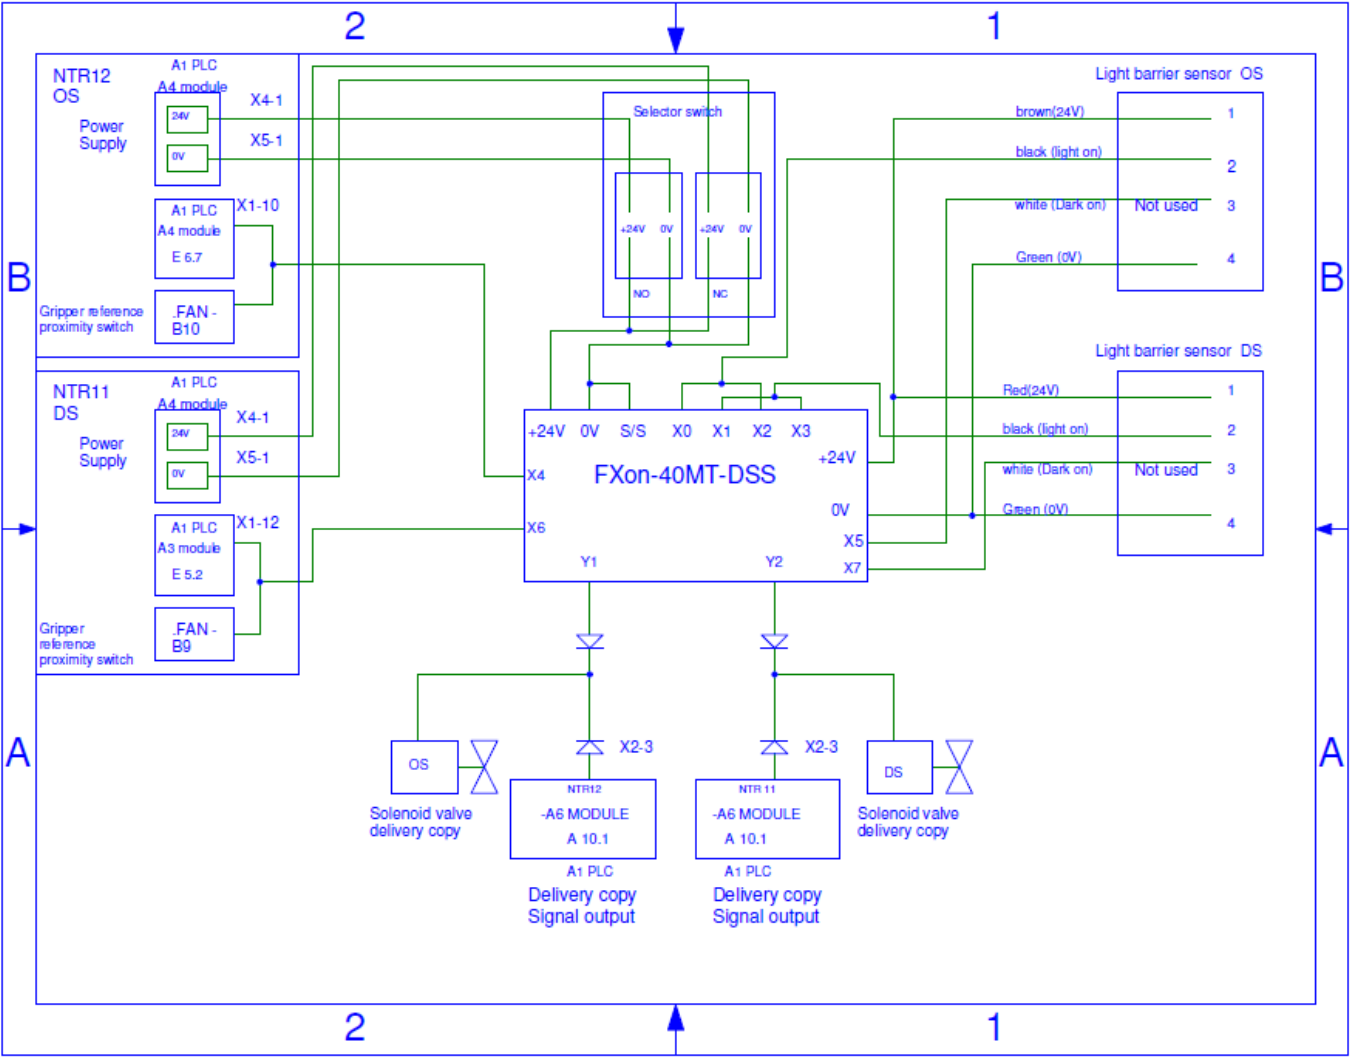 2
1
NTR12
OS
A1 PLC
A4 module
X4-1
24V
Power
Supply
X5-1
0V
A1 PLC
X1-10
A4 module
E 6.7
Gripper reference
proximity switch
.FAN -
B10
NTR11
DS
A1 PLC
A4 module
X4-1
24V
Power
Supply
X5-1
0V
A1 PLC
X1-12
A3 module
E 5.2
Gripper
reference
proximity switch
.FAN -
B9
Selector switch
+24V 0V +24V 0V
NO NC
Light barrier sensor OS
brown(24V) 1
black (light on) 2
white (Dark on) Not used 3
Green (0V) 4
Light barrier sensor DS
Red(24V) 1
black (light on) 2
white (Dark on) Not used 3
Green (0V) 4
+24V 0V S/S X0 X1 X2 X3
+24V
FXon-40MT-DSS
X4
0V
X6
X5
X7
Y1 Y2
OS
Solenoid valve
delivery copy
X2-3
NTR12
-A6 MODULE
A 10.1
A1 PLC
Delivery copy
Signal output
X2-3
NTR 11
-A6 MODULE
A 10.1
A1 PLC
Delivery copy
Signal output
DS
Solenoid valve
delivery copy
B
B
A
A
2
1